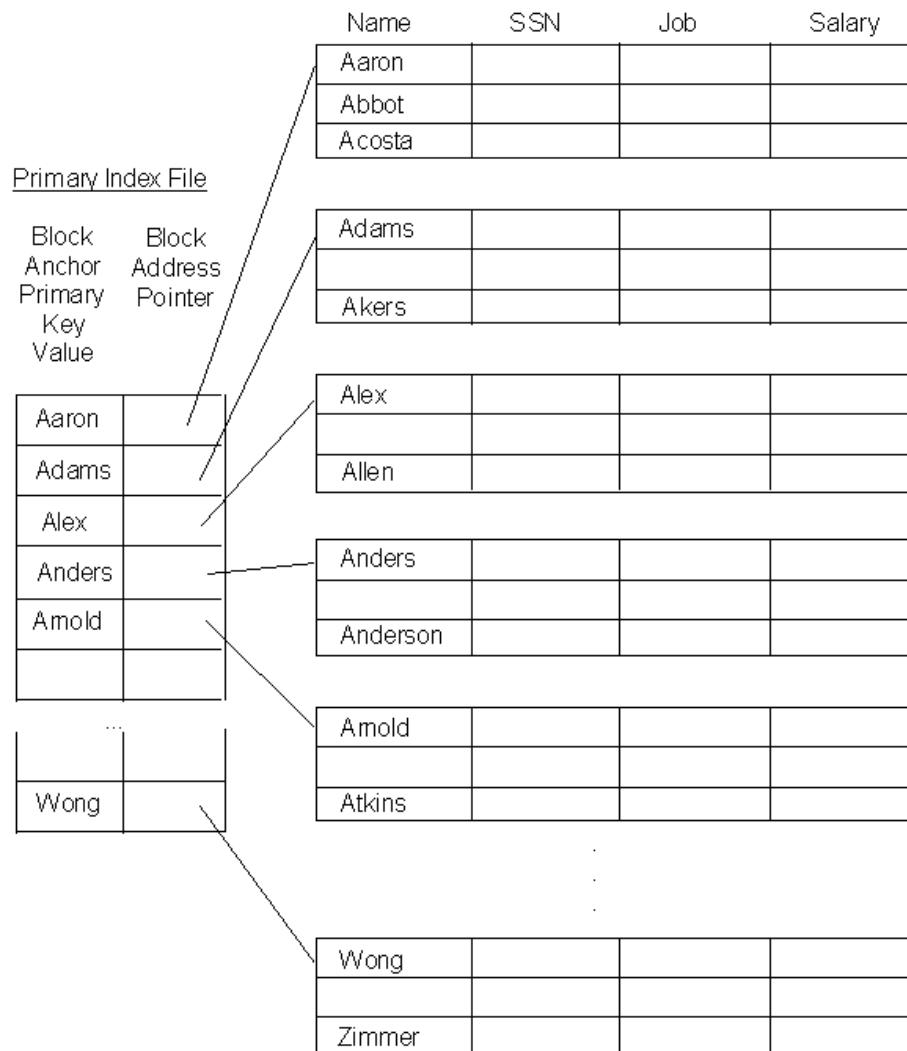 Name SSN Job Salary
Aaron
Abbot
Acosta
Primary Index File
Block Anchor Primary Key Value
Block Address Pointer
Adams
Akers
Alex
Allen
Anders
Anderson
Arnold
Atkins
.
.
.
Wong
Zimmer
Aaron
Adams
Alex
Anders
Arnold
...
Wong